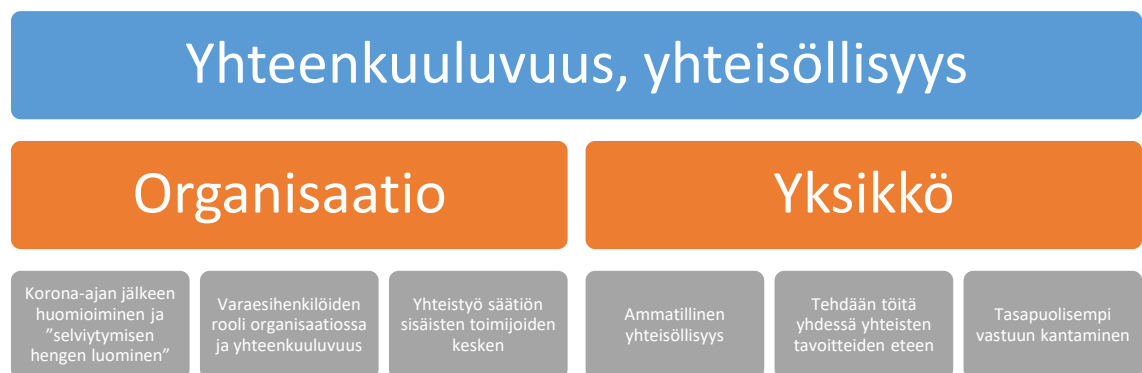 Yhteenkuuluvuus, yhteisöllisyys
Organisaatio
Yksikkö
Korona-ajan jälkeen
huomioiminen ja
”selviytymisen
hengen luominen”
Varaesihenkilöiden
rooli organisaatiossa
ja yhteenkuuluvuus
Yhteistyö säätiön
sisäisten toimijoiden
kesken
Ammatillinen
yhteisöllisyys
Tehdään töitä
yhdessä yhteisten
tavoitteiden eteen
Tasapuolisempi
vastuun kantaminen